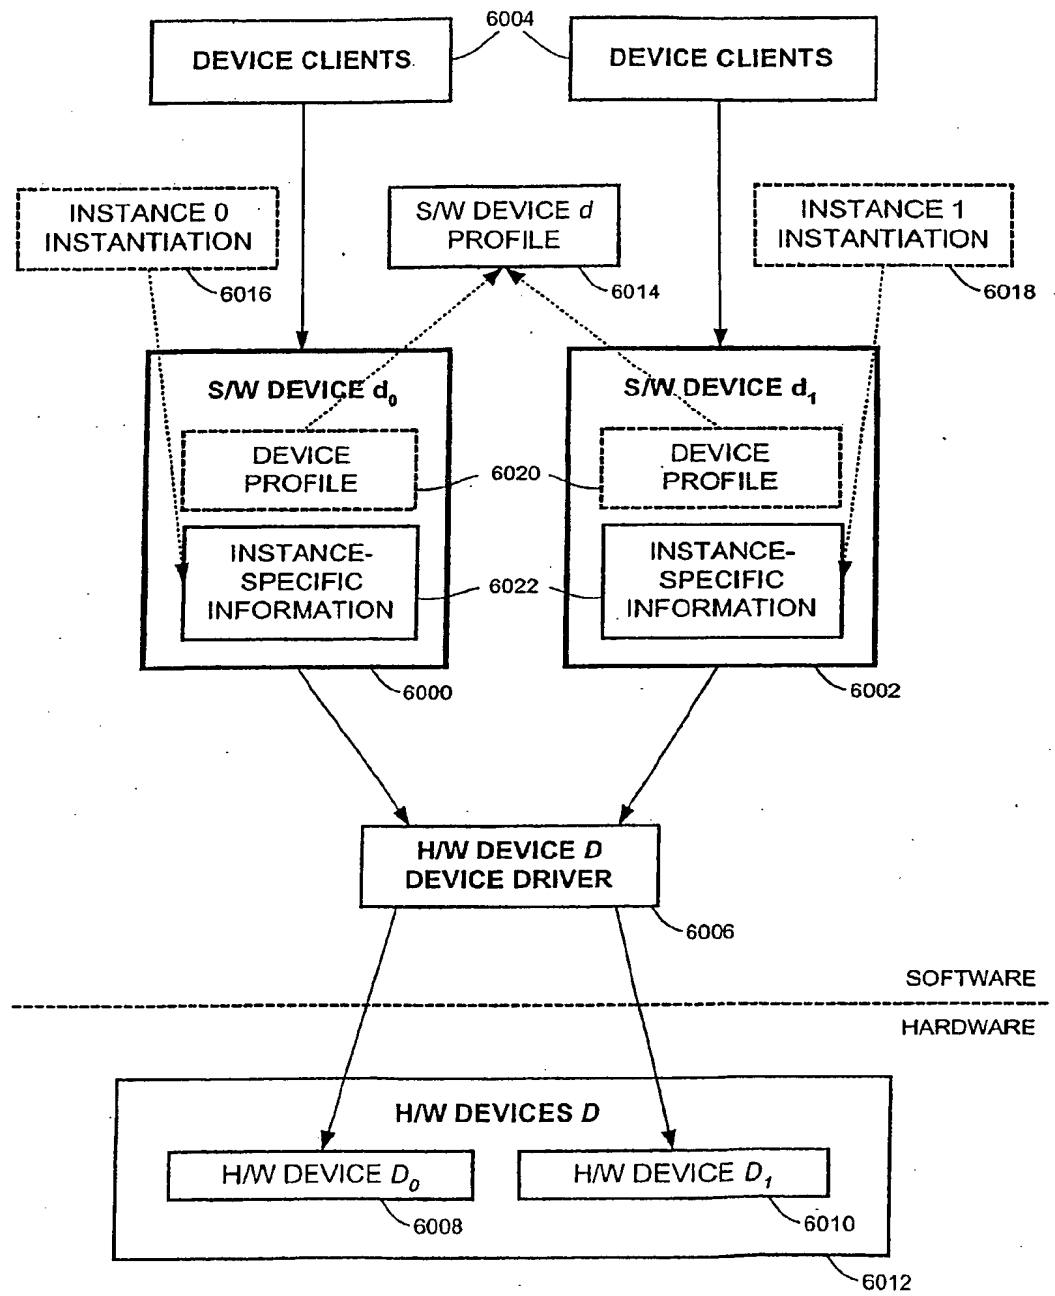 6004
DEVICE CLIENTS
DEVICE CLIENTS
INSTANCE 0
INSTANTIATION
6016
S/W DEVICE d
PROFILE
6014
INSTANCE 1
INSTANTIATION
6018
S/W DEVICE d0
DEVICE
PROFILE
INSTANCE-
SPECIFIC
INFORMATION
6000
6020
6022
S/W DEVICE d1
DEVICE
PROFILE
INSTANCE-
SPECIFIC
INFORMATION
6002
H/W DEVICE D
DEVICE DRIVER
6006
SOFTWARE
HARDWARE
H/W DEVICES D
H/W DEVICE D0
6008
H/W DEVICE D1
6010
6012